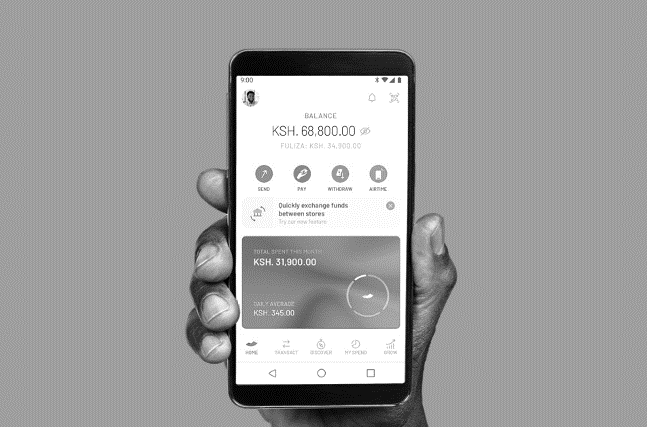 9:00
BALANCE
KSH. 68,800.00
FULIZA: KSH. 34,900.00
SEND PAY WITHDRAW AIRTIME
Quickly exchange funds
between stores
Try our new feature
TOTAL SPENT THIS MONTH
KSH. 31,900.00
DAILY AVERAGE
KSH. 345.00
HOME TRANSACT DISCOVER MY SPEND GROW